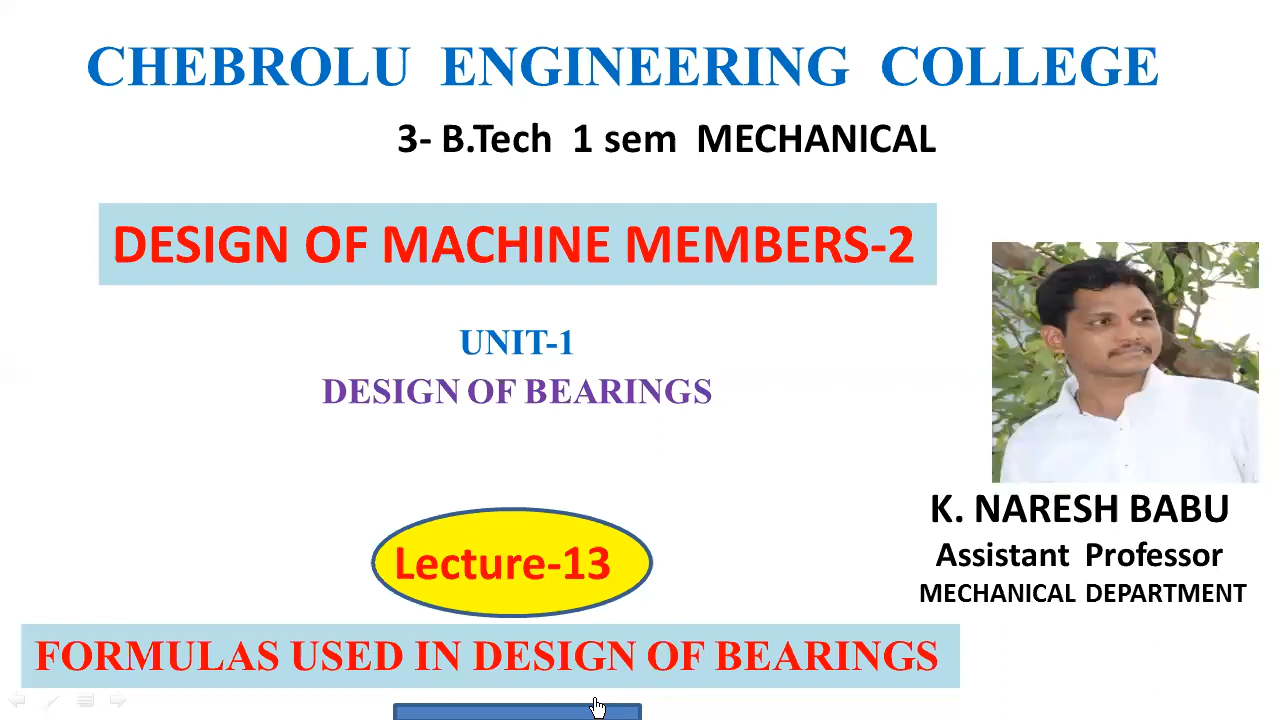 CHEBROLU ENGINEERING COLLEGE
3- B.Tech 1 sem MECHANICAL
DESIGN OF MACHINE MEMBERS-2
UNIT-1
DESIGN OF BEARINGS
K. NARESH BABU
Assistant Professor
MECHANICAL DEPARTMENT
Lecture-13
FORMULAS USED IN DESIGN OF BEARINGS